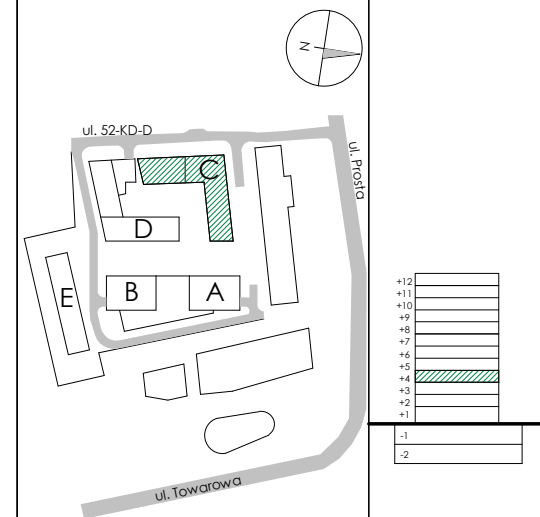 N
ul. 52-KD-D
C
ul. Prosta
D
E
B
A
ul. Towarowa
+12
+11
+10
+9
+8
+7
+6
+5
+4
+3
+2
+1
-1
-2